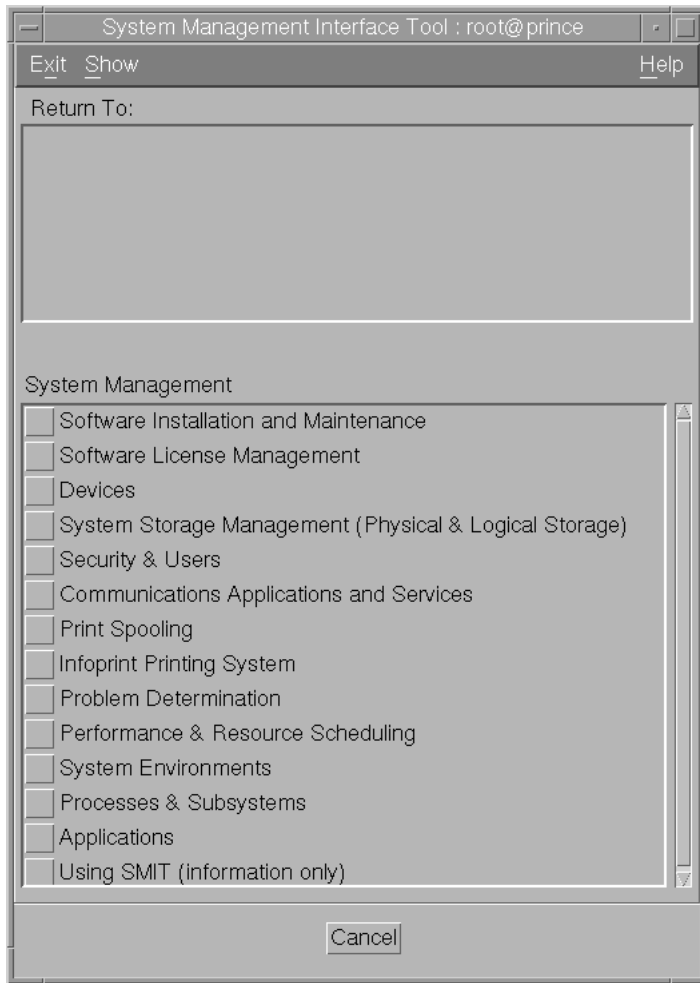 System Management Interface Tool : root@prince
Exit Show Help
Return To:
System Management
Software Installation and Maintenance
Software License Management
Devices
System Storage Management (Physical & Logical Storage)
Security & Users
Communications Applications and Services
Print Spooling
Infoprint Printing System
Problem Determination
Performance & Resource Scheduling
System Environments
Processes & Subsystems
Applications
Using SMIT (information only)
Cancel